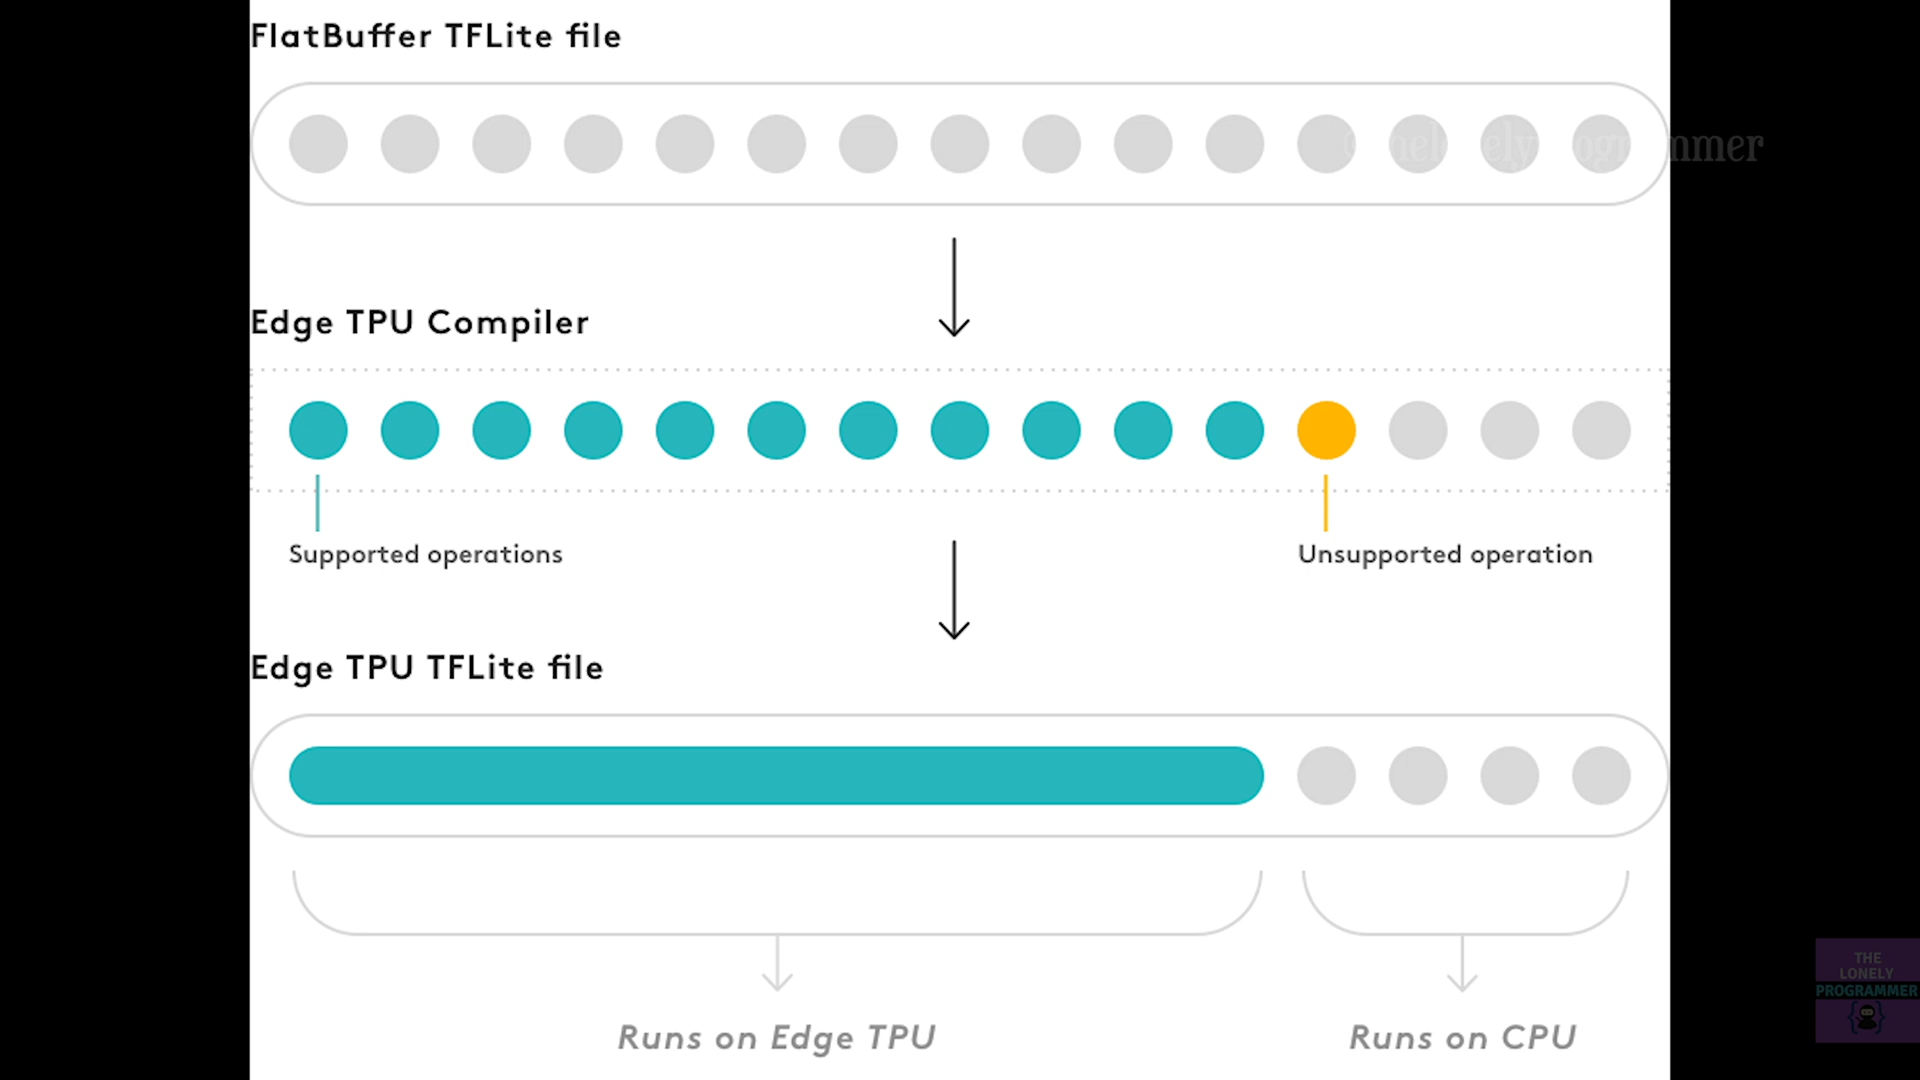 FlatBuffer TFLite file
Edge TPU Compiler
Supported operations
Unsupported operation
Edge TPU TFLite file
Runs on Edge TPU
Runs on CPU
THE
LONELY
PROGRAMMER